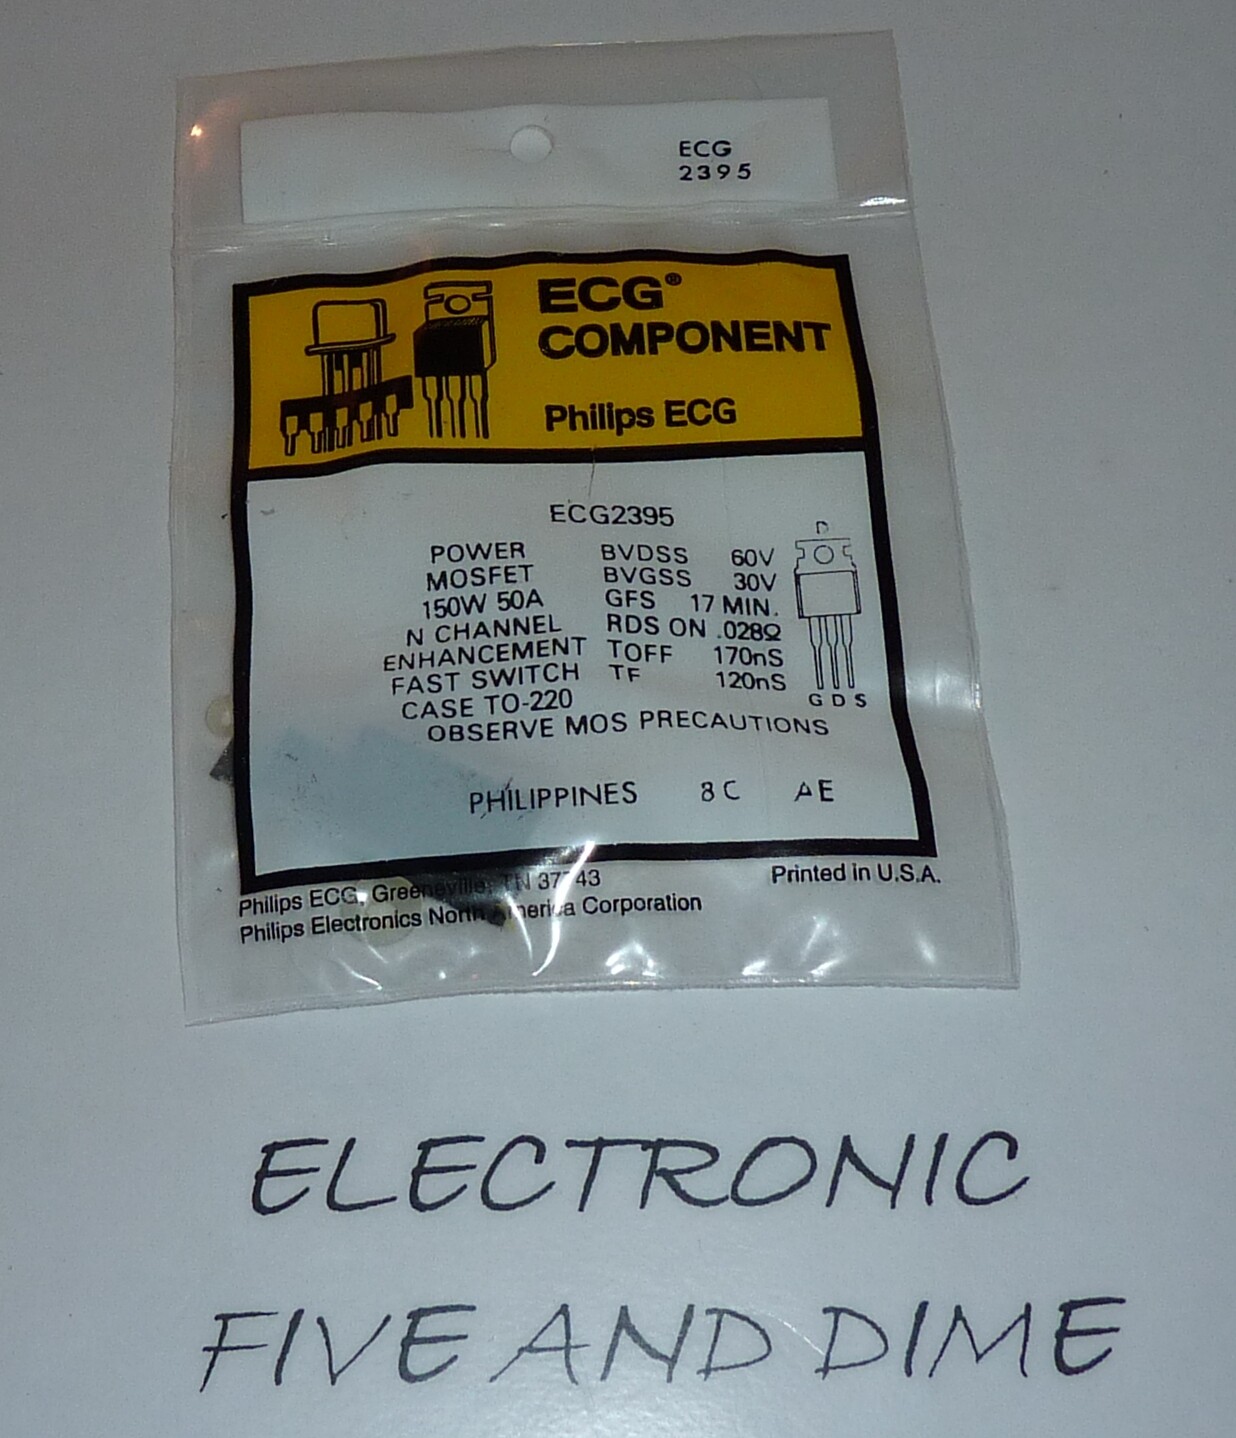 ECG
2395
ECG®
COMPONENT
Philips ECG
ECG2395
POWER BVDSS 60V
MOSFET BVGSS 30V
150W 50A GFS 17 MIN.
N CHANNEL RDS ON .028Ω
ENHANCEMENT TOFF 170nS
FAST SWITCH TF 120nS
CASE TO-220
OBSERVE MOS PRECAUTIONS
D
G D S
PHILIPPINES 8C AE
Philips ECG, Greeneville, TN 37743
Philips Electronics North America Corporation
Printed in U.S.A.
ELECTRONIC
FIVE AND DIME